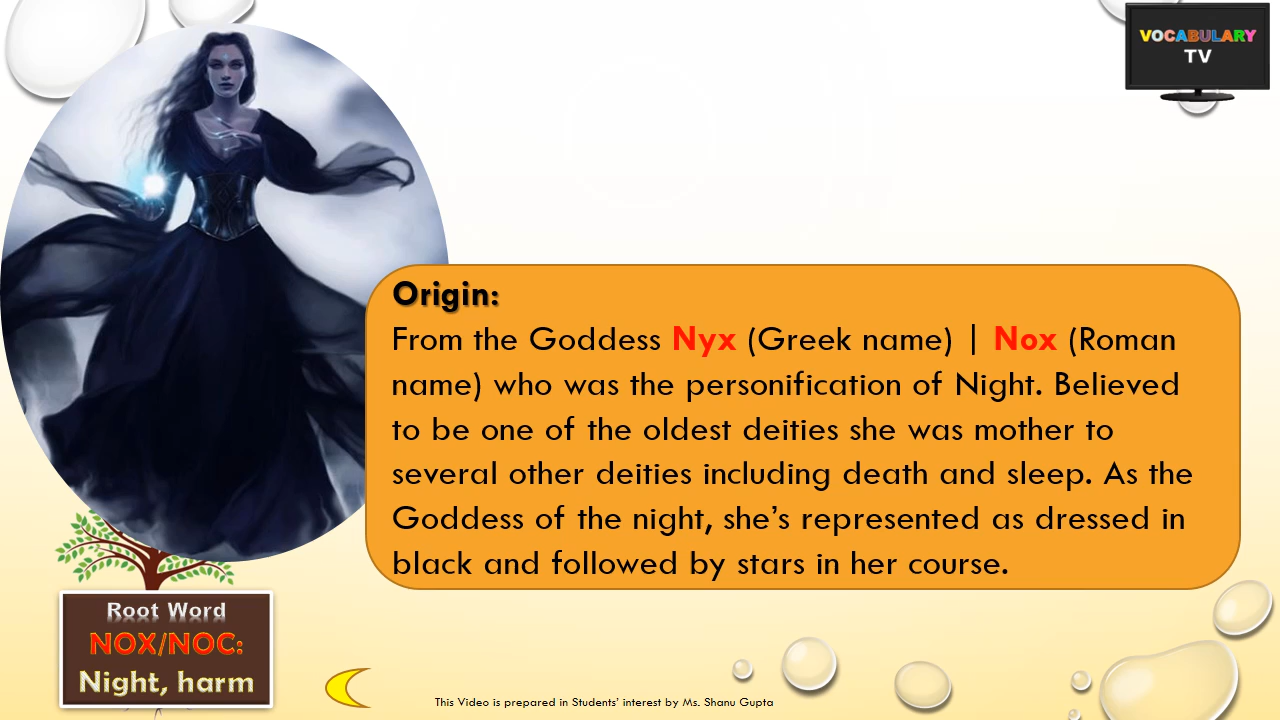 VOCABULARY
TV
Origin:
From the Goddess Nyx (Greek name) | Nox (Roman
name) who was the personification of Night. Believed
to be one of the oldest deities she was mother to
several other deities including death and sleep. As the
Goddess of the night, she’s represented as dressed in
black and followed by stars in her course.
Root Word
NOX/NOC:
Night, harm
This Video is prepared in Students’ interest by Ms. Shanu Gupta